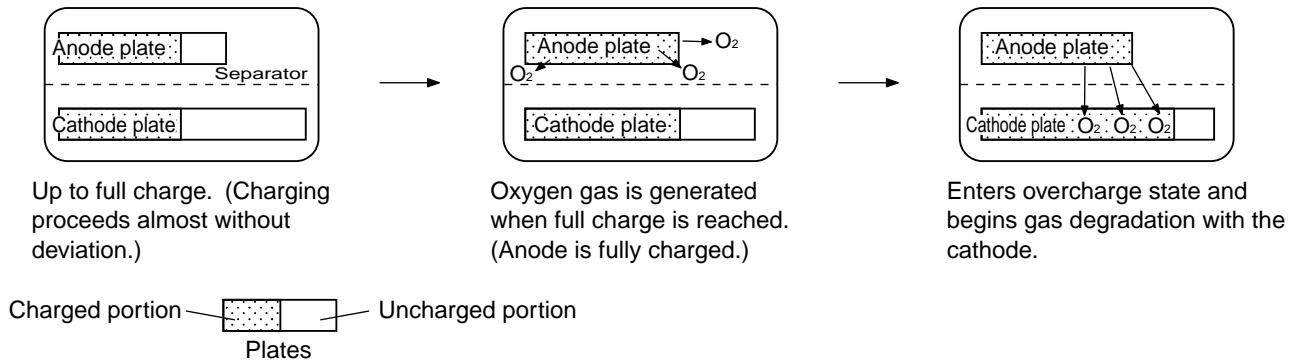 Anode plate
Separator
Cathode plate
Anode plate
O₂
O₂
O₂
Cathode plate
Anode plate
Cathode plate O₂ O₂ O₂
Up to full charge. (Charging
proceeds almost without
deviation.)
Oxygen gas is generated
when full charge is reached.
(Anode is fully charged.)
Enters overcharge state and
begins gas degradation with the
cathode.
Charged portion
Uncharged portion
Plates